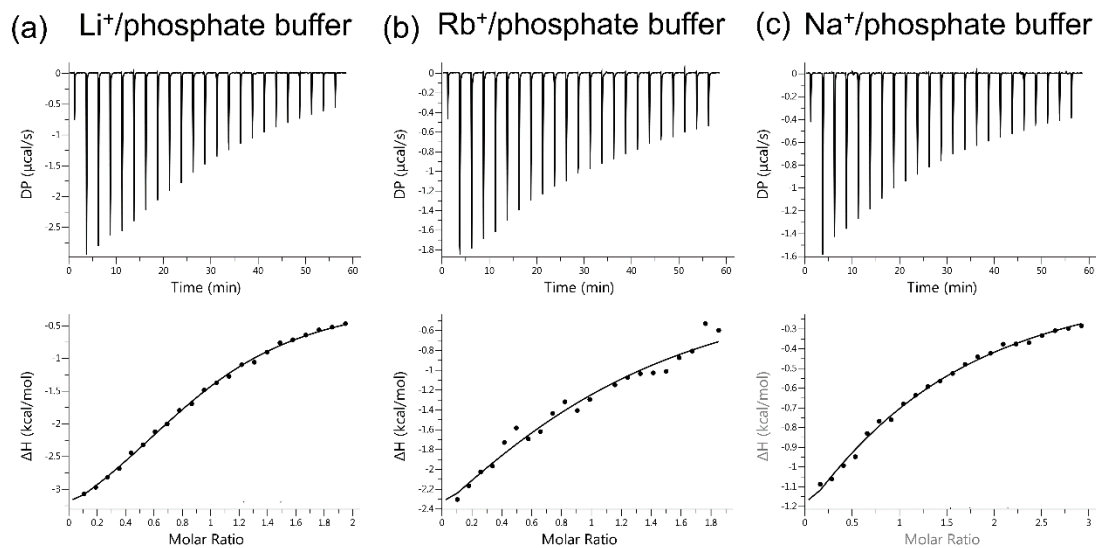 (a) Li⁺/phosphate buffer
0
-0.5
-1
-1.5
-2
-2.5
DP (µcal/s)
0 10 20 30 40 50 60
Time (min)
-0.5
-1
-1.5
-2
-2.5
-3
ΔH (kcal/mol)
0 0.2 0.4 0.6 0.8 1 1.2 1.4 1.6 1.8 2
Molar Ratio
(b) Rb⁺/phosphate buffer
0
-0.2
-0.4
-0.6
-0.8
-1
-1.2
-1.4
-1.6
-1.8
DP (µcal/s)
0 10 20 30 40 50 60
Time (min)
-0.6
-0.8
-1
-1.2
-1.4
-1.6
-1.8
-2
-2.2
-2.4
ΔH (kcal/mol)
0 0.2 0.4 0.6 0.8 1 1.2 1.4 1.6 1.8
Molar Ratio
(c) Na⁺/phosphate buffer
0
-0.2
-0.4
-0.6
-0.8
-1
-1.2
-1.4
-1.6
DP (µcal/s)
0 10 20 30 40 50 60
Time (min)
-0.3
-0.4
-0.5
-0.6
-0.7
-0.8
-0.9
-1
-1.1
-1.2
ΔH (kcal/mol)
0 0.5 1 1.5 2 2.5 3
Molar Ratio